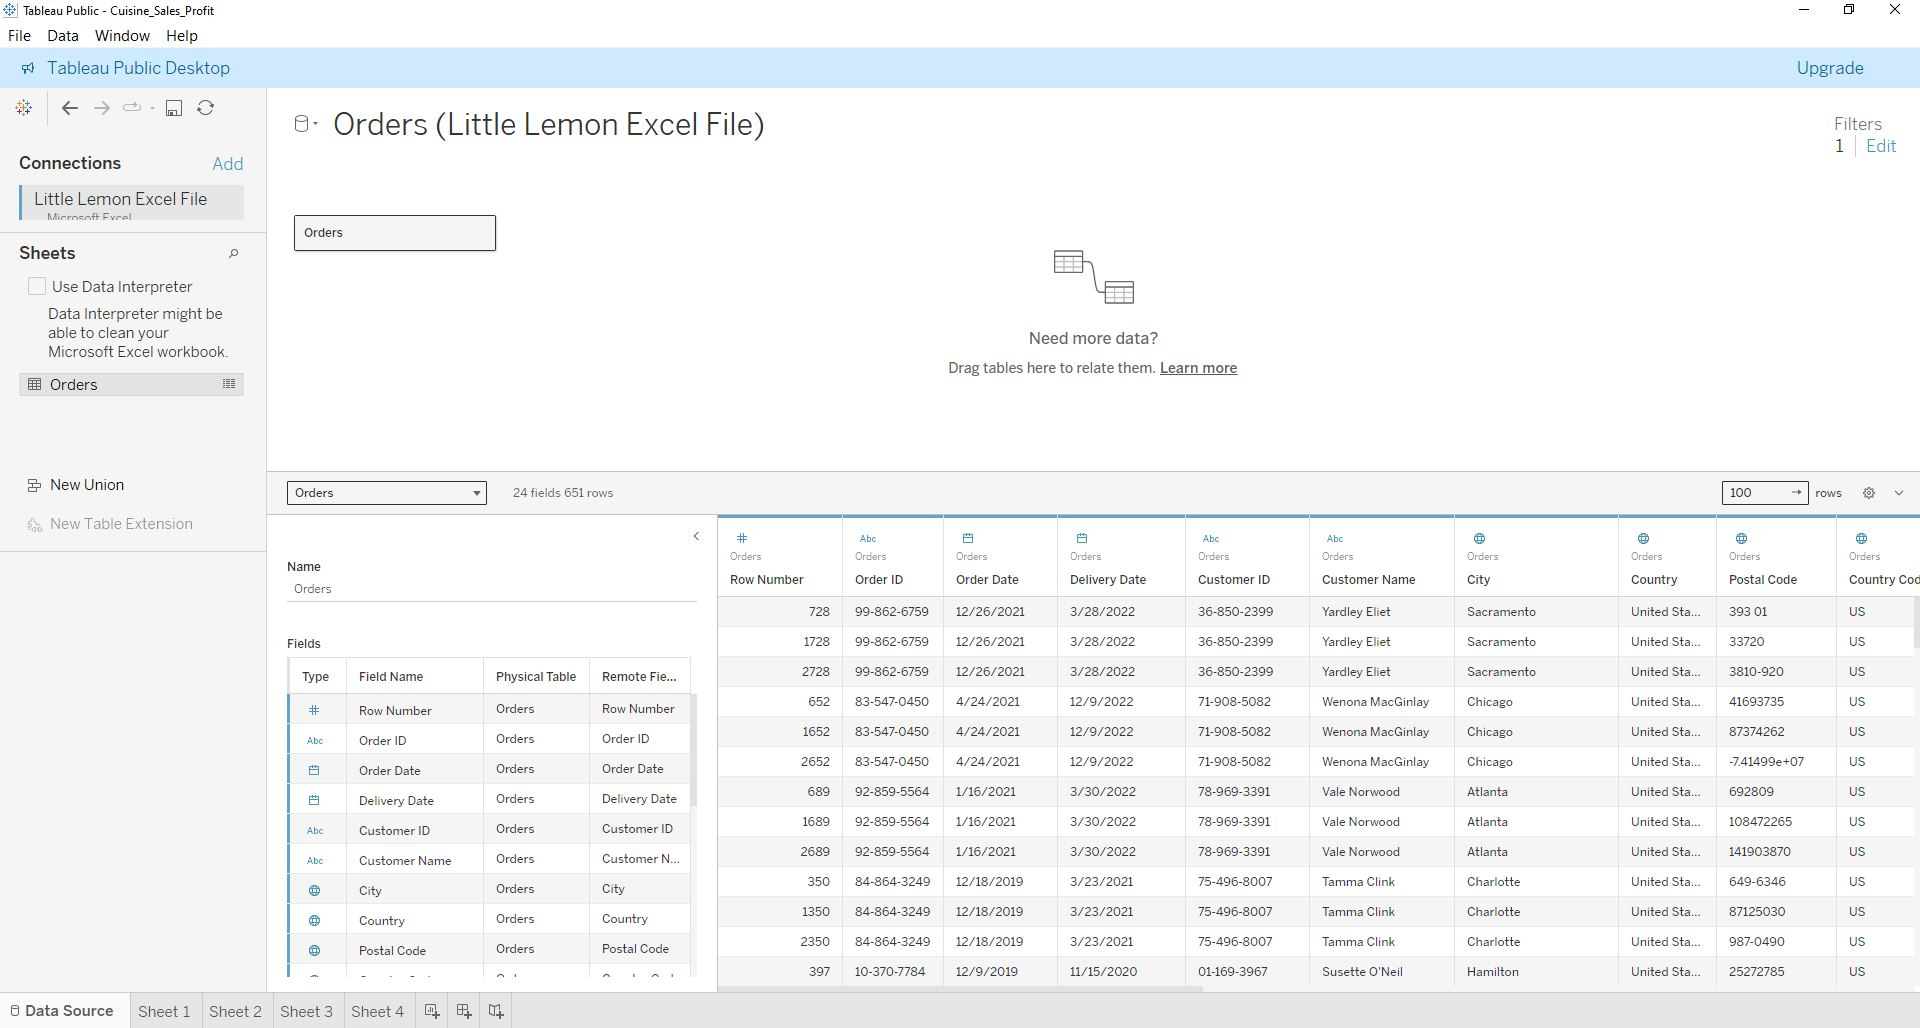 Tableau Public - Cuisine_Sales_Profit
File Data Window Help
Tableau Public Desktop Upgrade
Orders (Little Lemon Excel File)
Filters
1 Edit
Connections Add
Little Lemon Excel File
Microsoft Excel
Sheets
Use Data Interpreter
Data Interpreter might be
able to clean your
Microsoft Excel workbook.
Orders
New Union
New Table Extension
Orders
Need more data?
Drag tables here to relate them. Learn more
Orders 24 fields 651 rows 100 rows
Name
Orders
Fields
Type Field Name Physical Table Remote Fie...
# Row Number Orders Row Number
Abc Order ID Orders Order ID
Order Date Orders Order Date
Delivery Date Orders Delivery Date
Abc Customer ID Orders Customer ID
Abc Customer Name Orders Customer N...
City Orders City
Country Orders Country
Postal Code Orders Postal Code
# Abc Abc Abc
Orders Orders Orders Orders Orders Orders Orders Orders Orders Orders
Row Number Order ID Order Date Delivery Date Customer ID Customer Name City Country Postal Code Country Cod
728 99-862-6759 12/26/2021 3/28/2022 36-850-2399 Yardley Eliet Sacramento United Sta... 393 01 US
1728 99-862-6759 12/26/2021 3/28/2022 36-850-2399 Yardley Eliet Sacramento United Sta... 33720 US
2728 99-862-6759 12/26/2021 3/28/2022 36-850-2399 Yardley Eliet Sacramento United Sta... 3810-920 US
652 83-547-0450 4/24/2021 12/9/2022 71-908-5082 Wenona MacGinlay Chicago United Sta... 41693735 US
1652 83-547-0450 4/24/2021 12/9/2022 71-908-5082 Wenona MacGinlay Chicago United Sta... 87374262 US
2652 83-547-0450 4/24/2021 12/9/2022 71-908-5082 Wenona MacGinlay Chicago United Sta... -7.41499e+07 US
689 92-859-5564 1/16/2021 3/30/2022 78-969-3391 Vale Norwood Atlanta United Sta... 692809 US
1689 92-859-5564 1/16/2021 3/30/2022 78-969-3391 Vale Norwood Atlanta United Sta... 108472265 US
2689 92-859-5564 1/16/2021 3/30/2022 78-969-3391 Vale Norwood Atlanta United Sta... 141903870 US
350 84-864-3249 12/18/2019 3/23/2021 75-496-8007 Tamma Clink Charlotte United Sta... 649-6346 US
1350 84-864-3249 12/18/2019 3/23/2021 75-496-8007 Tamma Clink Charlotte United Sta... 87125030 US
2350 84-864-3249 12/18/2019 3/23/2021 75-496-8007 Tamma Clink Charlotte United Sta... 987-0490 US
397 10-370-7784 12/9/2019 11/15/2020 01-169-3967 Susette O'Neil Hamilton United Sta... 25272785 US
Data Source Sheet 1 Sheet 2 Sheet 3 Sheet 4